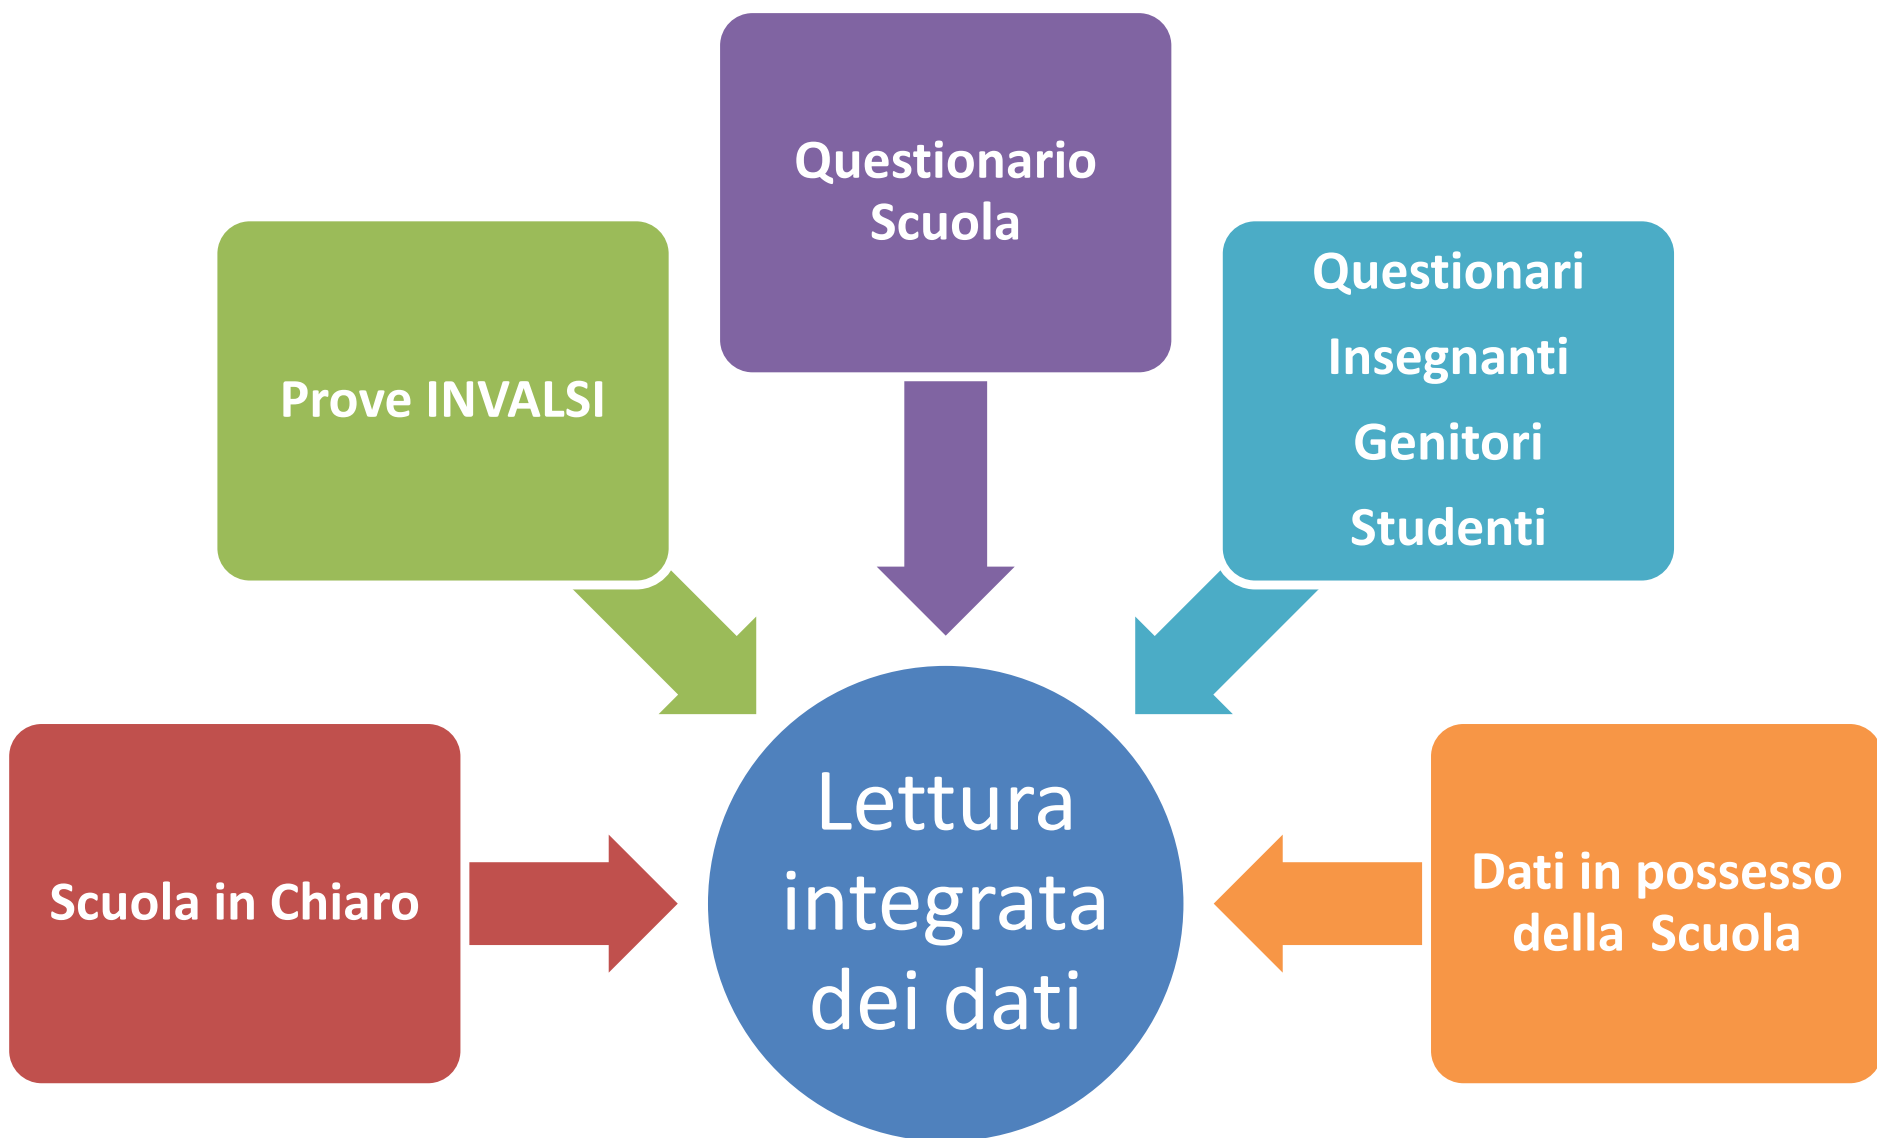 Questionario
Scuola
Prove INVALSI
Questionari
Insegnanti
Genitori
Studenti
Scuola in Chiaro
Lettura
integrata
dei dati
Dati in possesso
della  Scuola